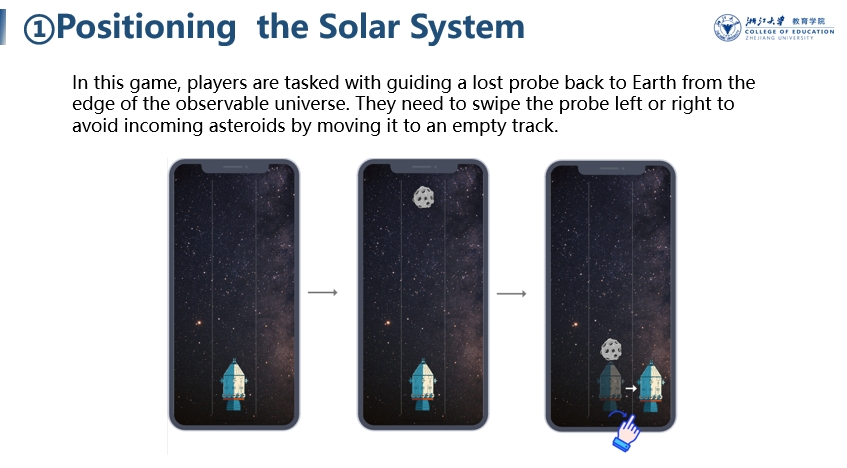 ①Positioning  the Solar System
浙江大学 教育学院
COLLEGE OF EDUCATION
ZHEJIANG UNIVERSITY
In this game, players are tasked with guiding a lost probe back to Earth from the
edge of the observable universe. They need to swipe the probe left or right to
avoid incoming asteroids by moving it to an empty track.